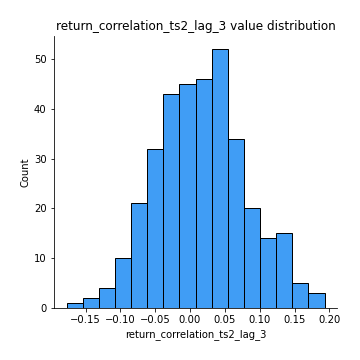 return_correlation_ts2_lag_3 value distribution
50
40
30
20
10
0
Count
−0.15 −0.10 −0.05 0.00 0.05 0.10 0.15 0.20
return_correlation_ts2_lag_3